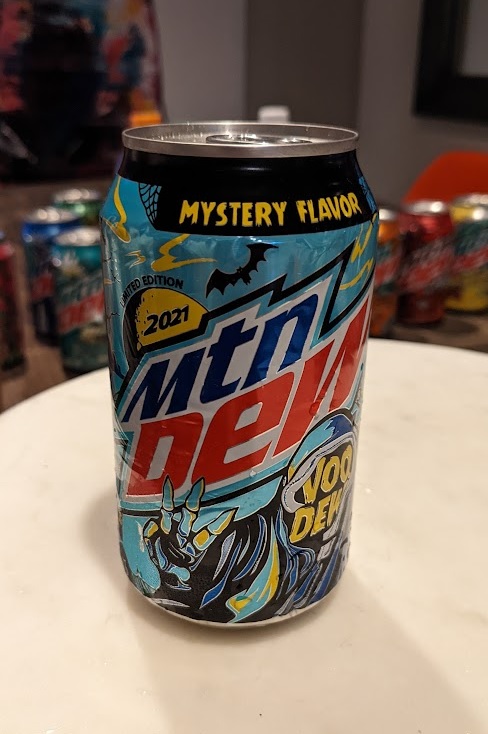 MYSTERY FLAVOR
LIMITED EDITION
2021
Mtn
DEW
VOO
DEW